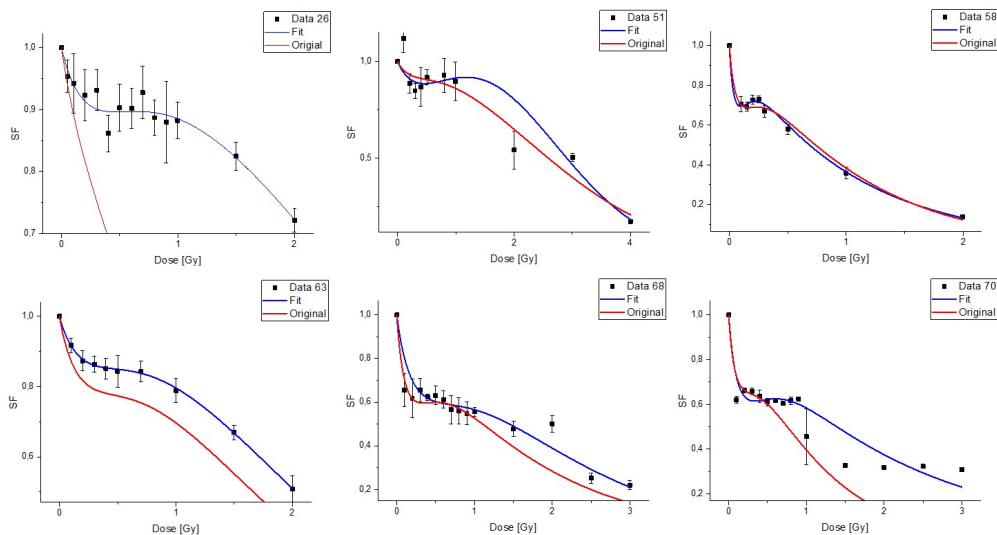 Data 26
Fit
Origial
1,0
0,9
0,8
0,7
SF
0
1
2
Dose [Gy]
Data 51
Fit
Original
1,0
0,5
SF
0
2
4
Dose [Gy]
Data 58
Fit
Original
1,0
0,8
0,6
0,4
0,2
SF
0
1
2
Dose [Gy]
Data 63
Fit
Original
1,0
0,8
0,6
SF
0
1
2
Dose [Gy]
Data 68
Fit
Original
1,0
0,8
0,6
0,4
0,2
SF
0
1
2
3
Dose [Gy]
Data 70
Fit
Original
1,0
0,8
0,6
0,4
0,2
SF
0
1
2
3
Dose [Gy]